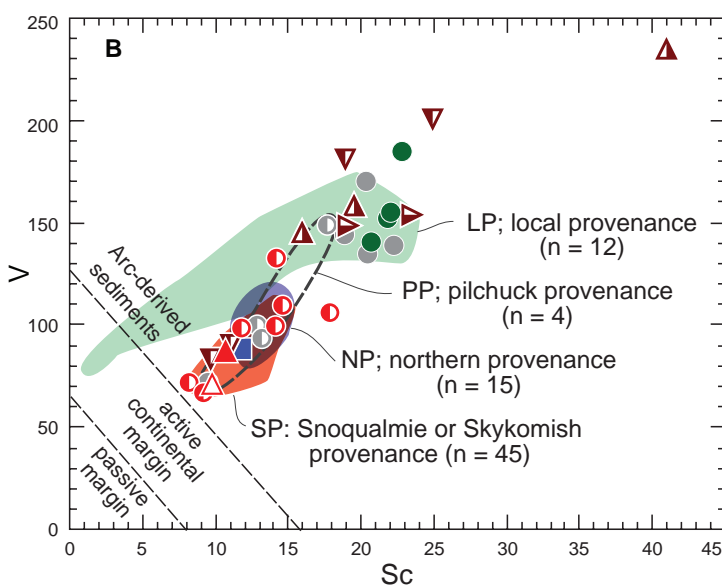 B
250
200
150
100
50
0
V
0
5
10
15
20
25
30
35
40
45
Sc
Arc-derived
sediments
active
continental
margin
passive
margin
LP; local provenance
(n = 12)
PP; pilchuck provenance
(n = 4)
NP; northern provenance
(n = 15)
SP: Snoqualmie or Skykomish
provenance (n = 45)